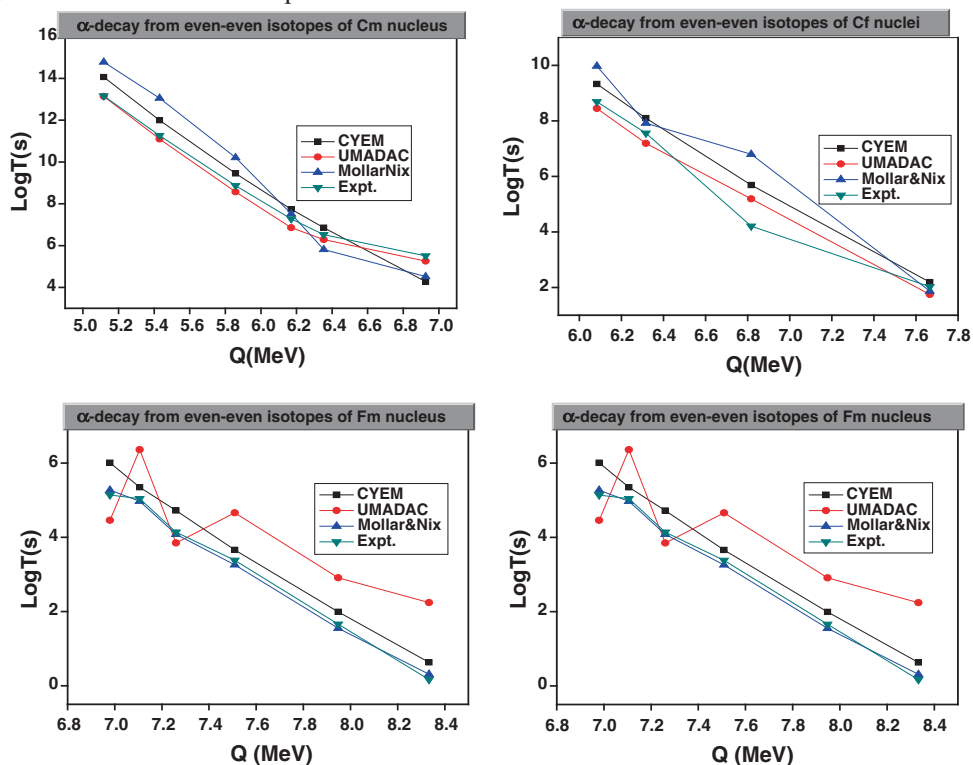 α-decay from even-even isotopes of Cm nucleus
16
14
12
10
8
6
4
LogT(s)
CYEM
UMADAC
MollarNix
Expt.
5.0 5.2 5.4 5.6 5.8 6.0 6.2 6.4 6.6 6.8 7.0
Q(MeV)
α-decay from even-even isotopes of Cf nuclei
10
8
6
4
2
LogT(s)
CYEM
UMADAC
Mollar&Nix
Expt.
6.0 6.2 6.4 6.6 6.8 7.0 7.2 7.4 7.6 7.8
Q(MeV)
α-decay from even-even isotopes of Fm nucleus
6
4
2
0
LogT(s)
CYEM
UMADAC
Mollar&Nix
Expt.
6.8 7.0 7.2 7.4 7.6 7.8 8.0 8.2 8.4
Q (MeV)
α-decay from even-even isotopes of Fm nucleus
6
4
2
0
LogT(s)
CYEM
UMADAC
Mollar&Nix
Expt.
6.8 7.0 7.2 7.4 7.6 7.8 8.0 8.2 8.4
Q (MeV)